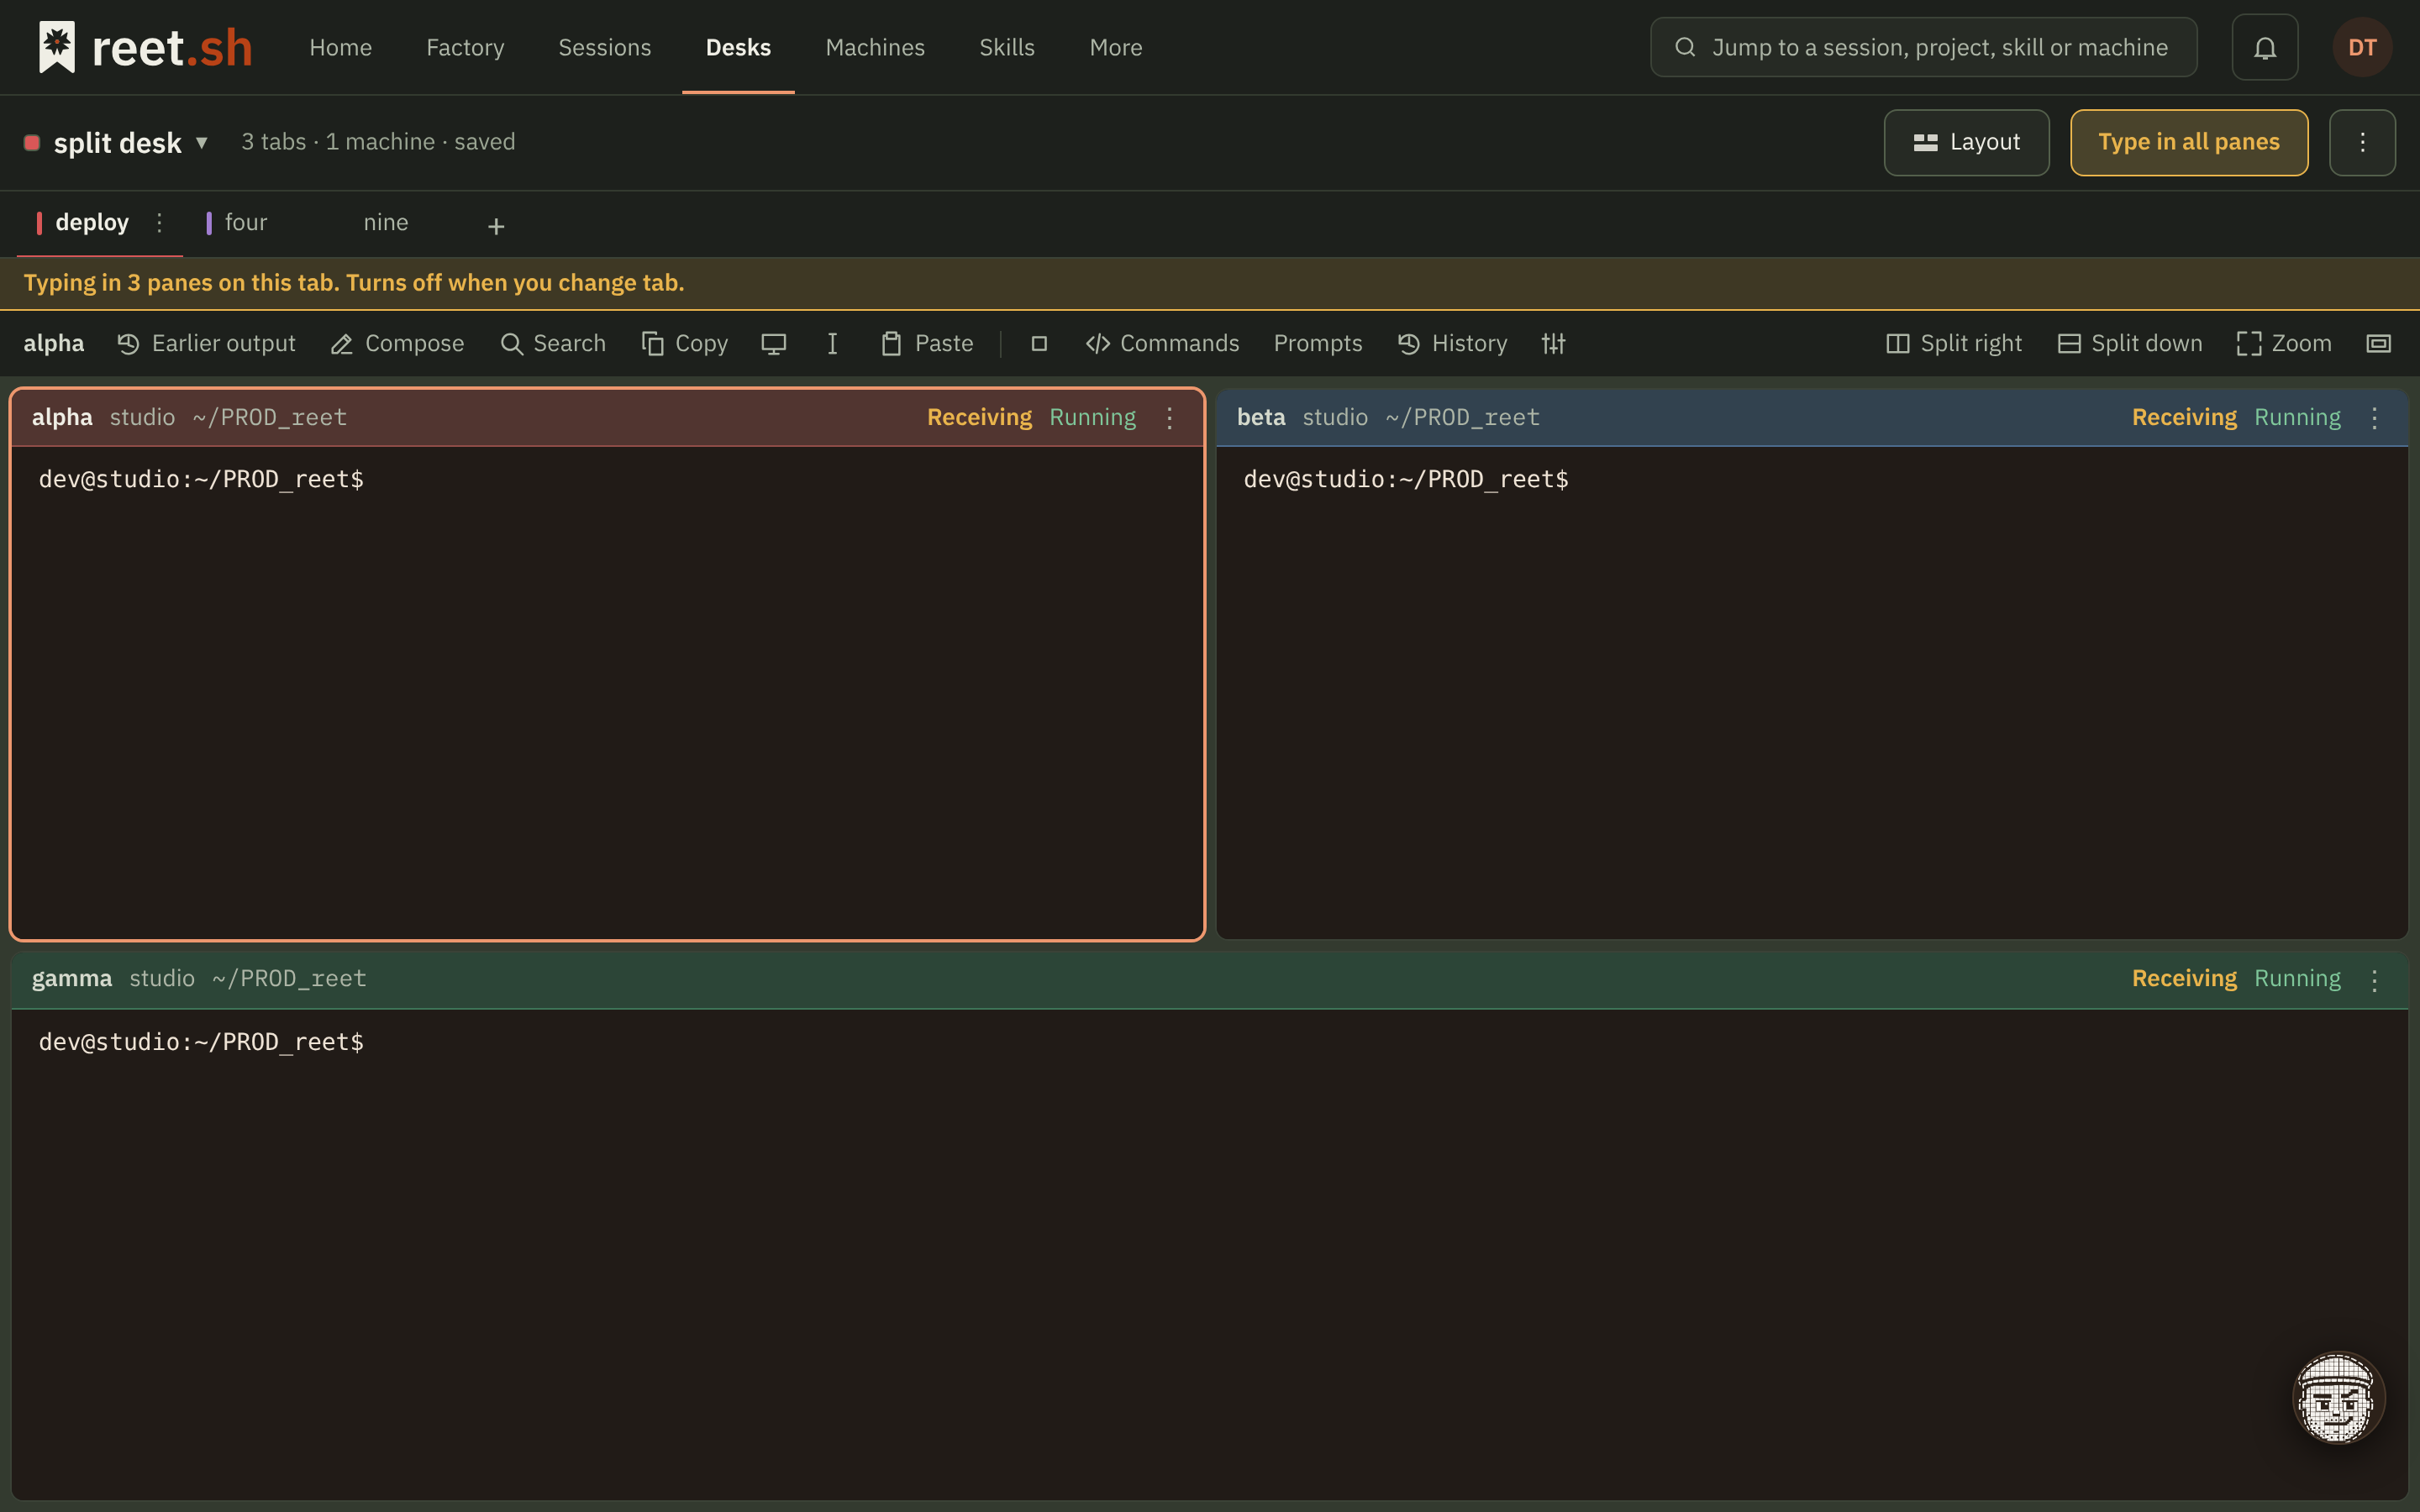 reet.sh Home Factory Sessions Desks Machines Skills More Jump to a session, project, skill or machine DT
split desk ▾ 3 tabs · 1 machine · saved Layout Type in all panes
deploy four nine +
Typing in 3 panes on this tab. Turns off when you change tab.
alpha Earlier output Compose Search Copy Paste Commands Prompts History Split right Split down Zoom
alpha studio ~/PROD_reet Receiving Running
dev@studio:~/PROD_reet$
beta studio ~/PROD_reet Receiving Running
dev@studio:~/PROD_reet$
gamma studio ~/PROD_reet Receiving Running
dev@studio:~/PROD_reet$